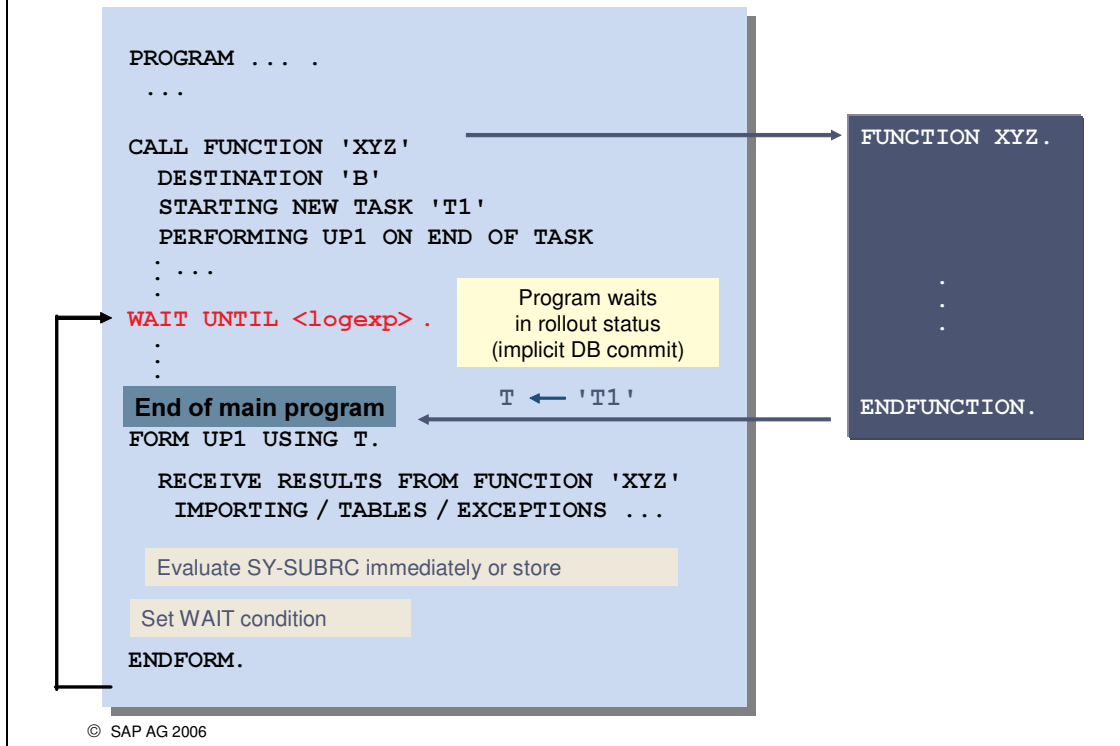 PROGRAM ... .
...
CALL FUNCTION 'XYZ'
DESTINATION 'B'
STARTING NEW TASK 'T1'
PERFORMING UP1 ON END OF TASK
. ...
.
.
WAIT UNTIL <logexp> .
.
.
.
Program waits
in rollout status
(implicit DB commit)
End of main program
T ← 'T1'
FORM UP1 USING T.
RECEIVE RESULTS FROM FUNCTION 'XYZ'
IMPORTING / TABLES / EXCEPTIONS ...
Evaluate SY-SUBRC immediately or store
Set WAIT condition
ENDFORM.
FUNCTION XYZ.
.
.
.
ENDFUNCTION.
© SAP AG 2006